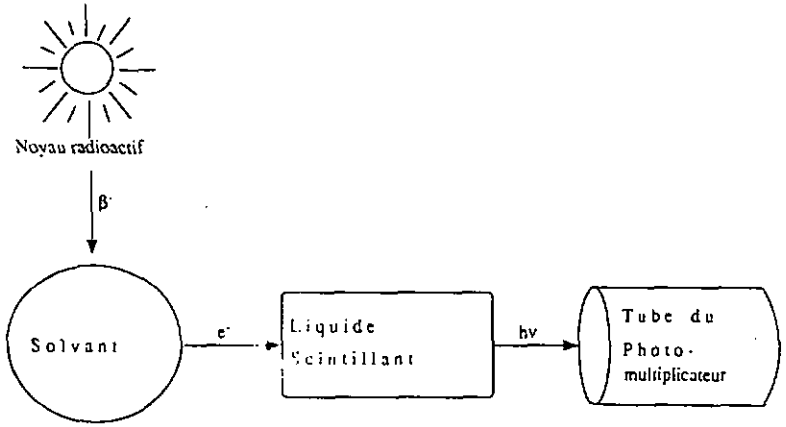 Noyau radioactif
β-
Solvant
e-
Liquide
Scintillant
hν
Tube du
Photo-
multiplicateur